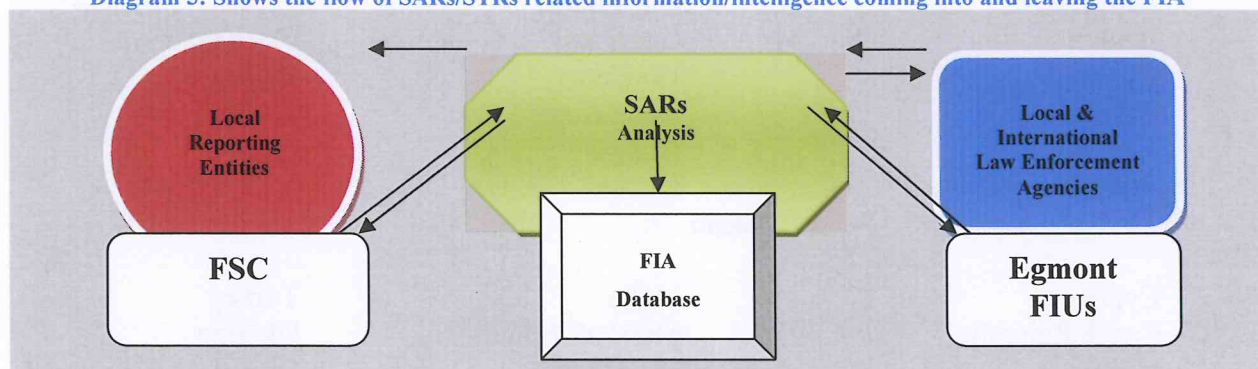 Diagram 3: Shows the flow of SARs/STRs related information/intelligence coming into and leaving the FIA
Local
Reporting
Entities
SARs
Analysis
Local &
International
Law Enforcement
Agencies
FSC
FIA
Database
Egmont
FIUs